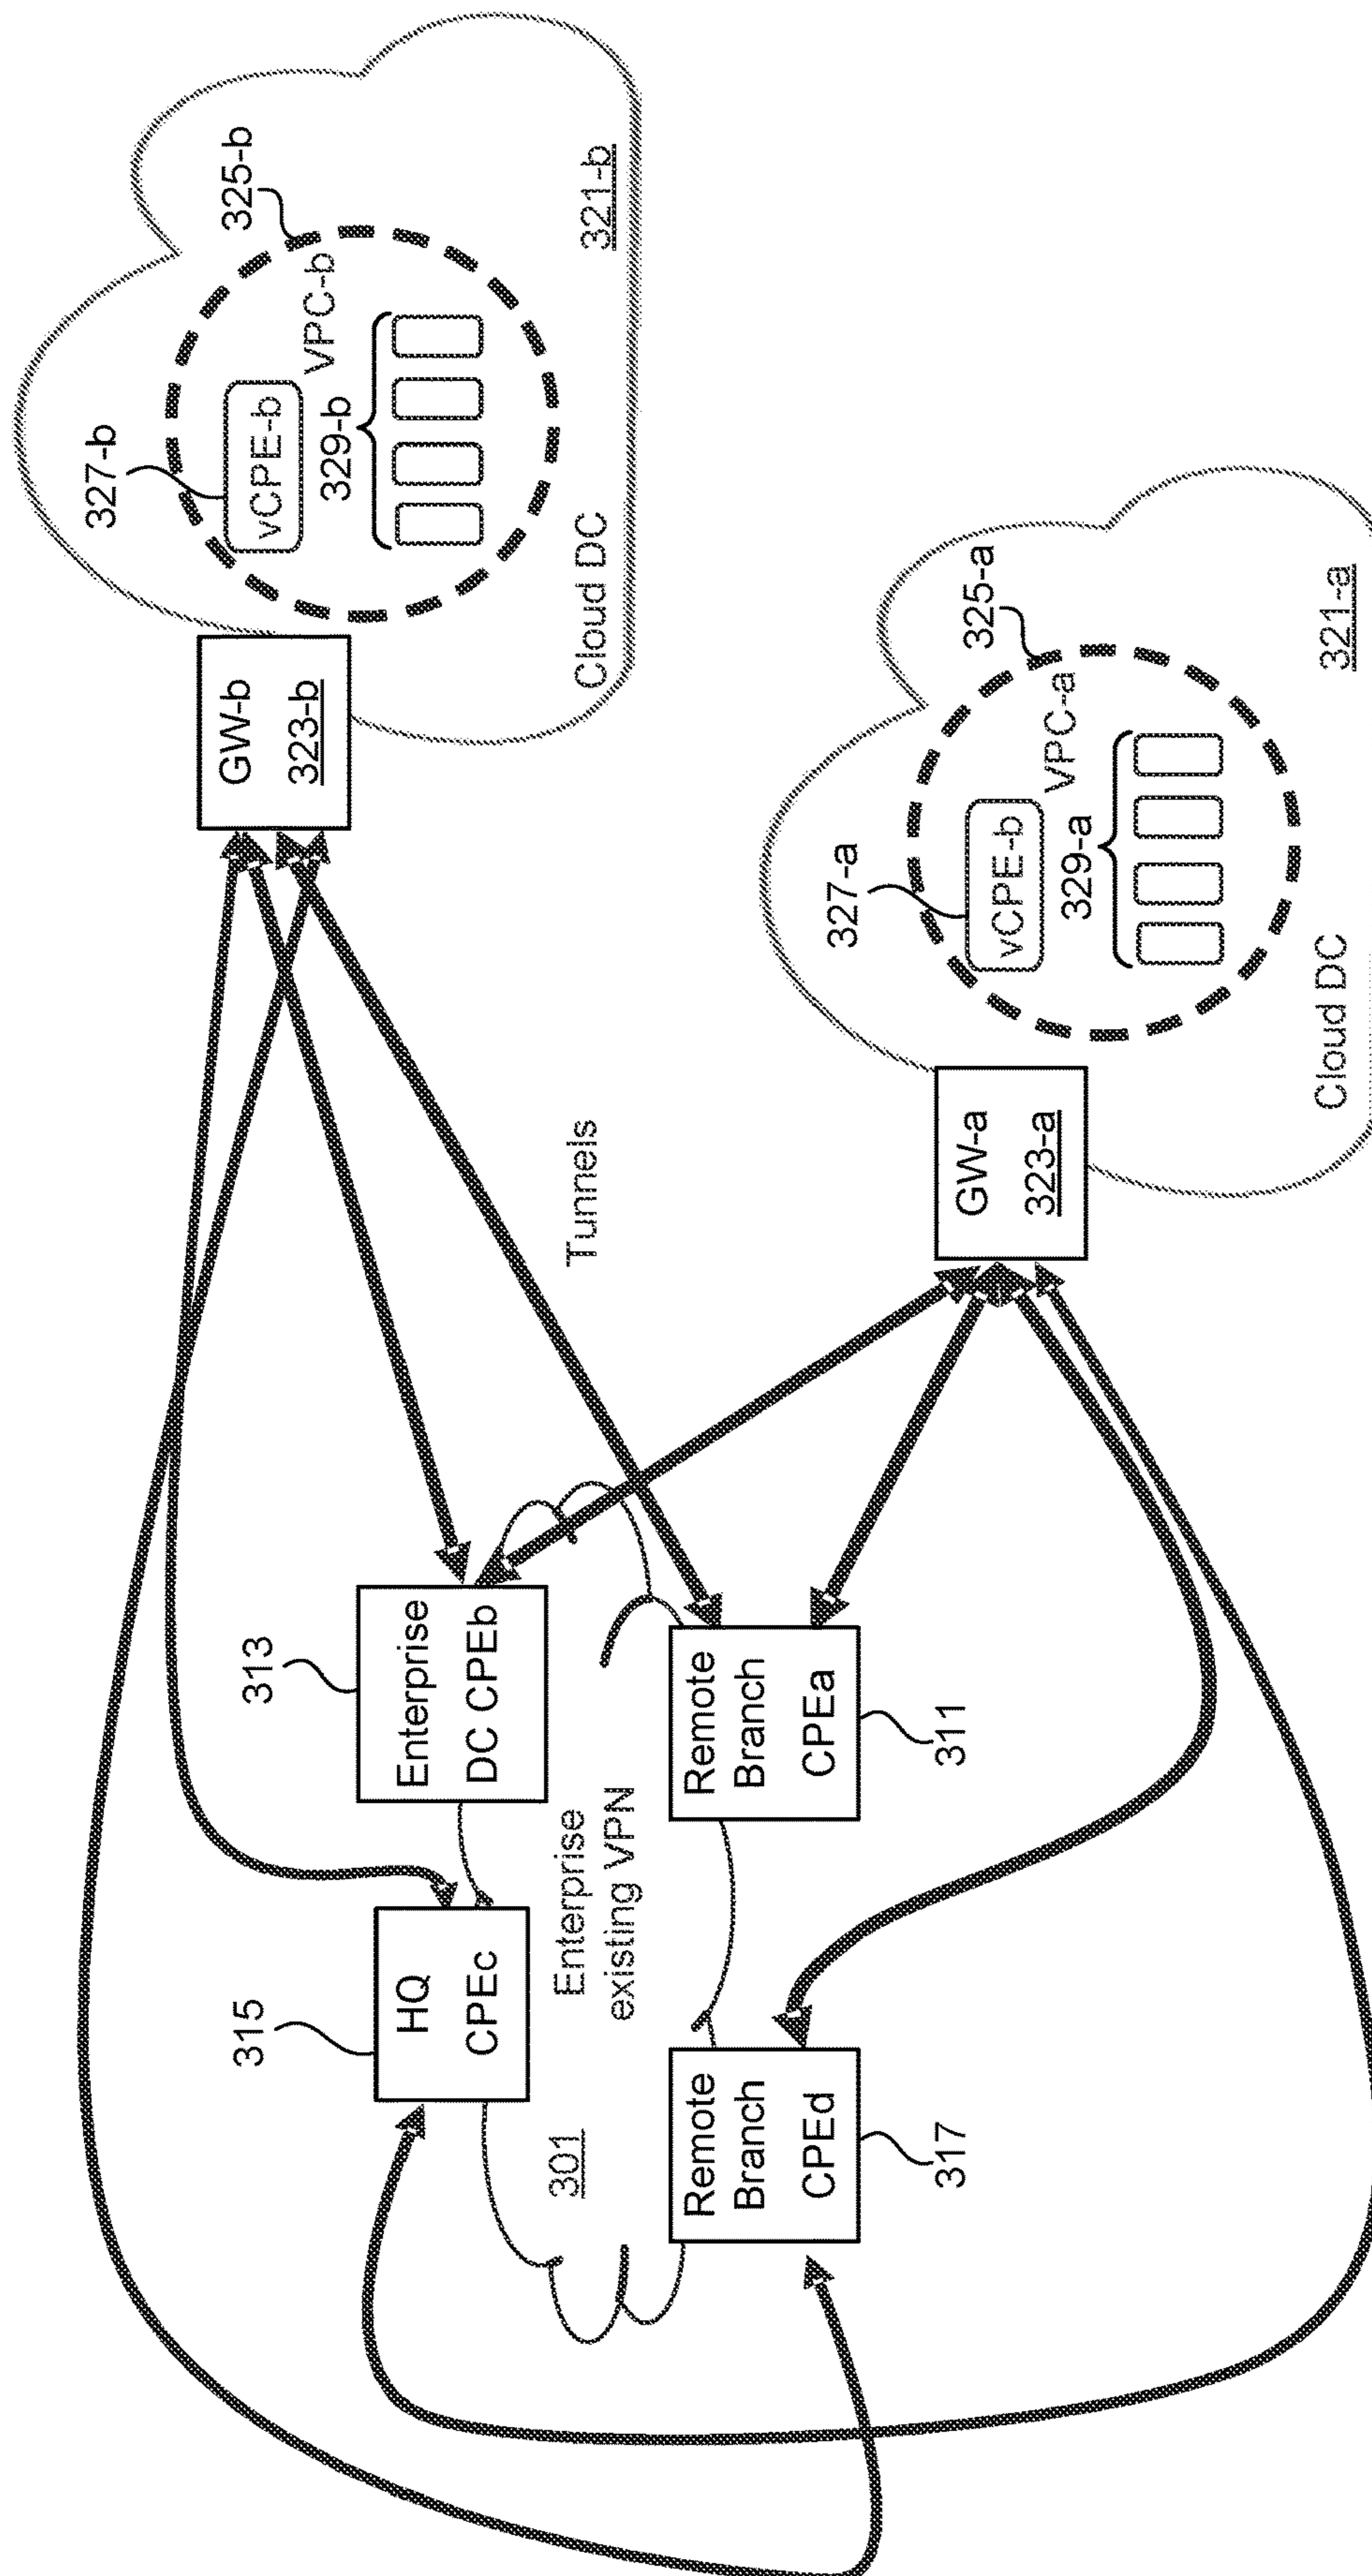 315
HQ
CPEc
313
Enterprise
DC CPEb
301
Enterprise
existing VPN
317
Remote
Branch
CPEd
311
Remote
Branch
CPEa
Tunnels
GW-b
323-b
327-b
vCPE-b
325-b
VPC-b
329-b
Cloud DC
321-b
GW-a
323-a
327-a
vCPE-b
325-a
VPC-a
329-a
Cloud DC
321-a